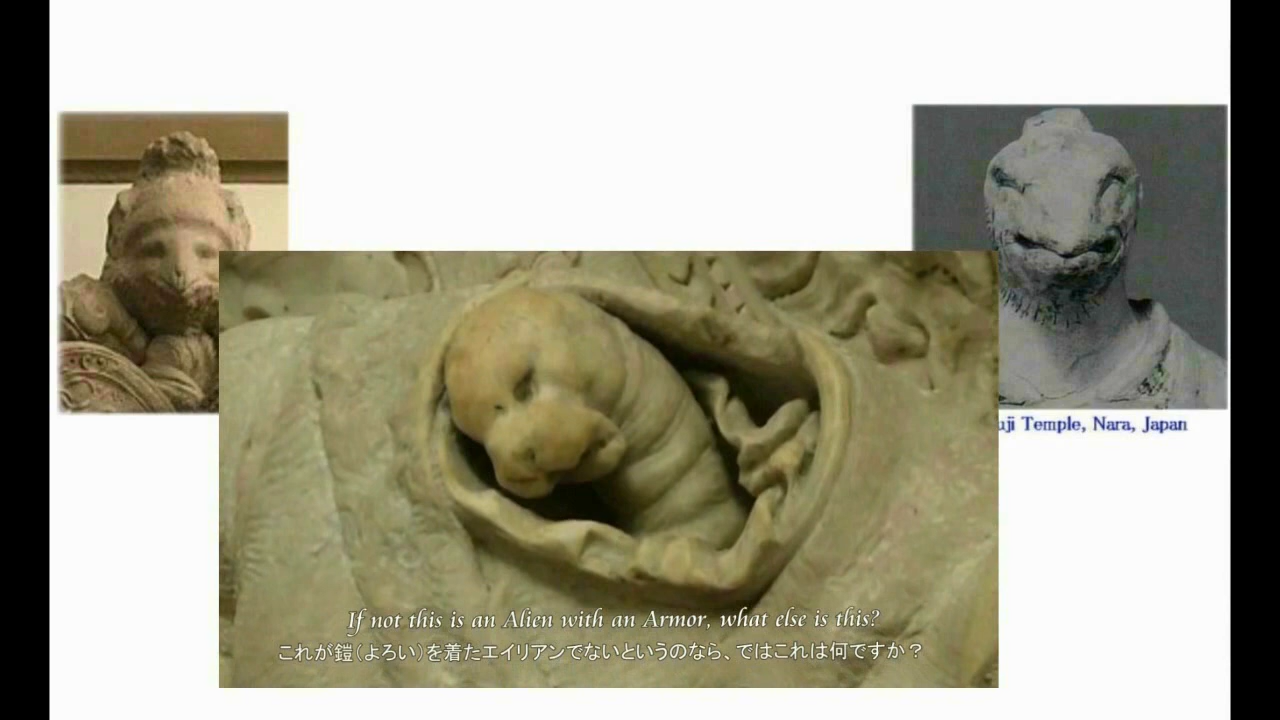 Temple, Nara, Japan
If not this is an Alien with an Armor, what else is this?
これが鎧（よろい）を着たエイリアンでないというのなら、ではこれは何ですか？